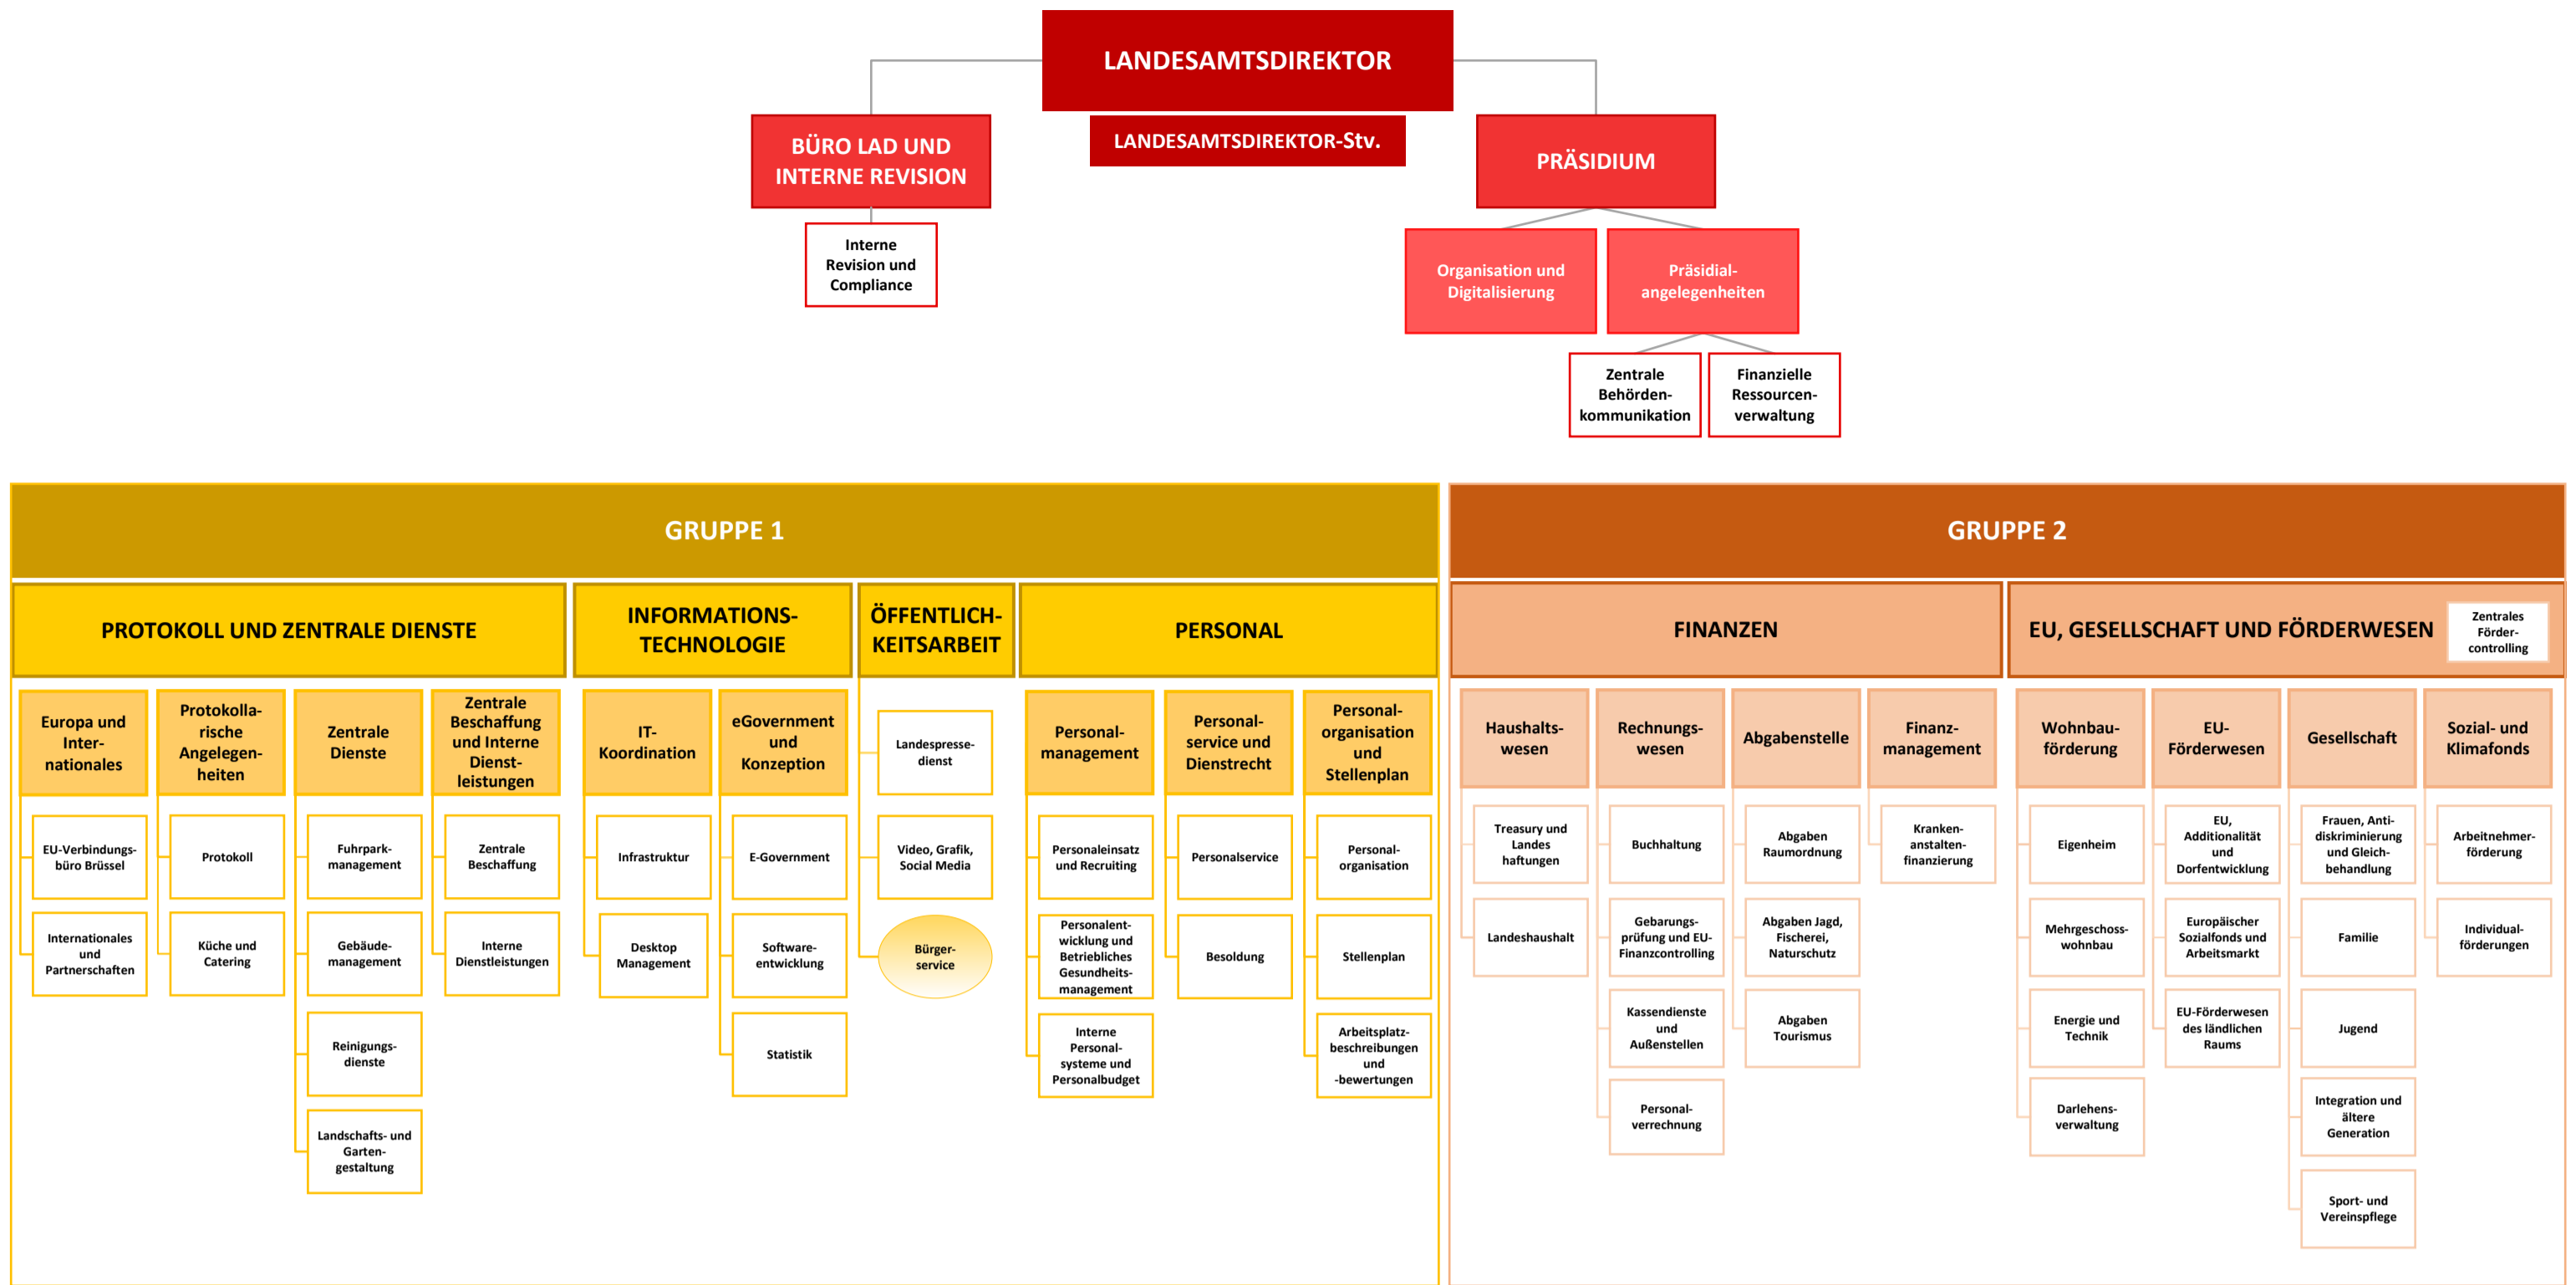 LANDESAMTSDIREKTOR
LANDESAMTSDIREKTOR-Stv.
BÜRO LAD UND
INTERNE REVISION
Interne
Revision und
Compliance
PRÄSIDIUM
Organisation und
Digitalisierung
Präsidial-
angelegenheiten
Zentrale
Behörden-
kommunikation
Finanzielle
Ressourcen-
verwaltung
GRUPPE 1
PROTOKOLL UND ZENTRALE DIENSTE
Europa und
Inter-
nationales
EU-Verbindungs-
büro Brüssel
Internationales
und
Partnerschaften
Protokolla-
rische
Angelegen-
heiten
Protokoll
Küche und
Catering
Zentrale
Dienste
Fuhrpark-
management
Gebäude-
management
Reinigungs-
dienste
Landschafts- und
Garten-
gestaltung
Zentrale
Beschaffung
und Interne
Dienst-
leistungen
Zentrale
Beschaffung
Interne
Dienstleistungen
INFORMATIONS-
TECHNOLOGIE
IT-
Koordination
Infrastruktur
Desktop
Management
eGovernment
und
Konzeption
E-Government
Software-
entwicklung
Statistik
ÖFFENTLICH-
KEITSARBEIT
Landespresse-
dienst
Video, Grafik,
Social Media
Bürger-
service
PERSONAL
Personal-
management
Personaleinsatz
und Recruiting
Personalent-
wicklung und
Betriebliches
Gesundheits-
management
Interne
Personal-
systeme und
Personalbudget
Personal-
service und
Dienstrecht
Personalservice
Besoldung
Personal-
organisation
und
Stellenplan
Personal-
organisation
Stellenplan
Arbeitsplatz-
beschreibungen
und
-bewertungen
GRUPPE 2
FINANZEN
Haushalts-
wesen
Treasury und
Landes
haftungen
Landeshaushalt
Rechnungs-
wesen
Buchhaltung
Gebarungs-
prüfung und EU-
Finanzcontrolling
Kassendienste
und
Außenstellen
Personal-
verrechnung
Abgabenstelle
Abgaben
Raumordnung
Abgaben Jagd,
Fischerei,
Naturschutz
Abgaben
Tourismus
Finanz-
management
Kranken-
anstalten-
finanzierung
EU, GESELLSCHAFT UND FÖRDERWESEN
Zentrales
Förder-
controlling
Wohnbau-
förderung
Eigenheim
Mehrgeschoss-
wohnbau
Energie und
Technik
Darlehens-
verwaltung
EU-
Förderwesen
EU,
Additionalität
und
Dorfentwicklung
Europäischer
Sozialfonds und
Arbeitsmarkt
EU-Förderwesen
des ländlichen
Raums
Gesellschaft
Frauen, Anti-
diskriminierung
und Gleich-
behandlung
Familie
Jugend
Integration und
ältere
Generation
Sport- und
Vereinspflege
Sozial- und
Klimafonds
Arbeitnehmer-
förderung
Individual-
förderungen